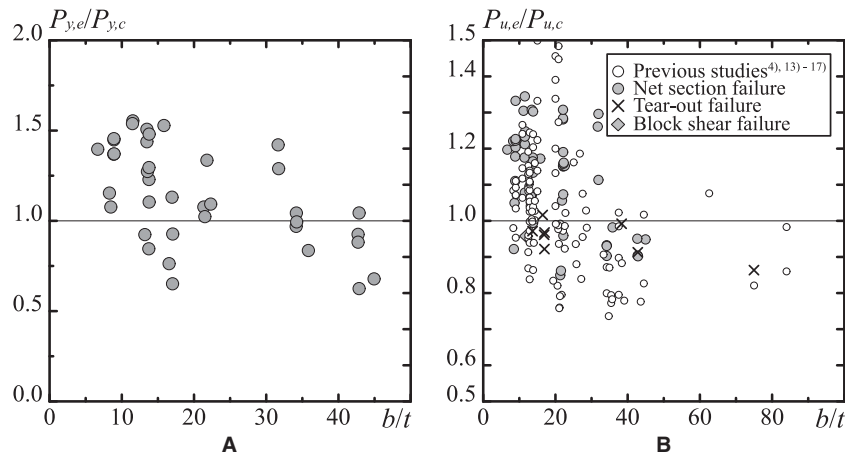 P_{y,e}/P_{y,c}
2.0
1.5
1.0
0.5
0.0
0 10 20 30 40 b/t
A
P_{u,e}/P_{u,c}
1.5
1.4
1.2
1.0
0.8
0.6
0.5
0 20 40 60 80 b/t
B
Previous studies^{4), 13) - 17)}
Net section failure
Tear-out failure
Block shear failure